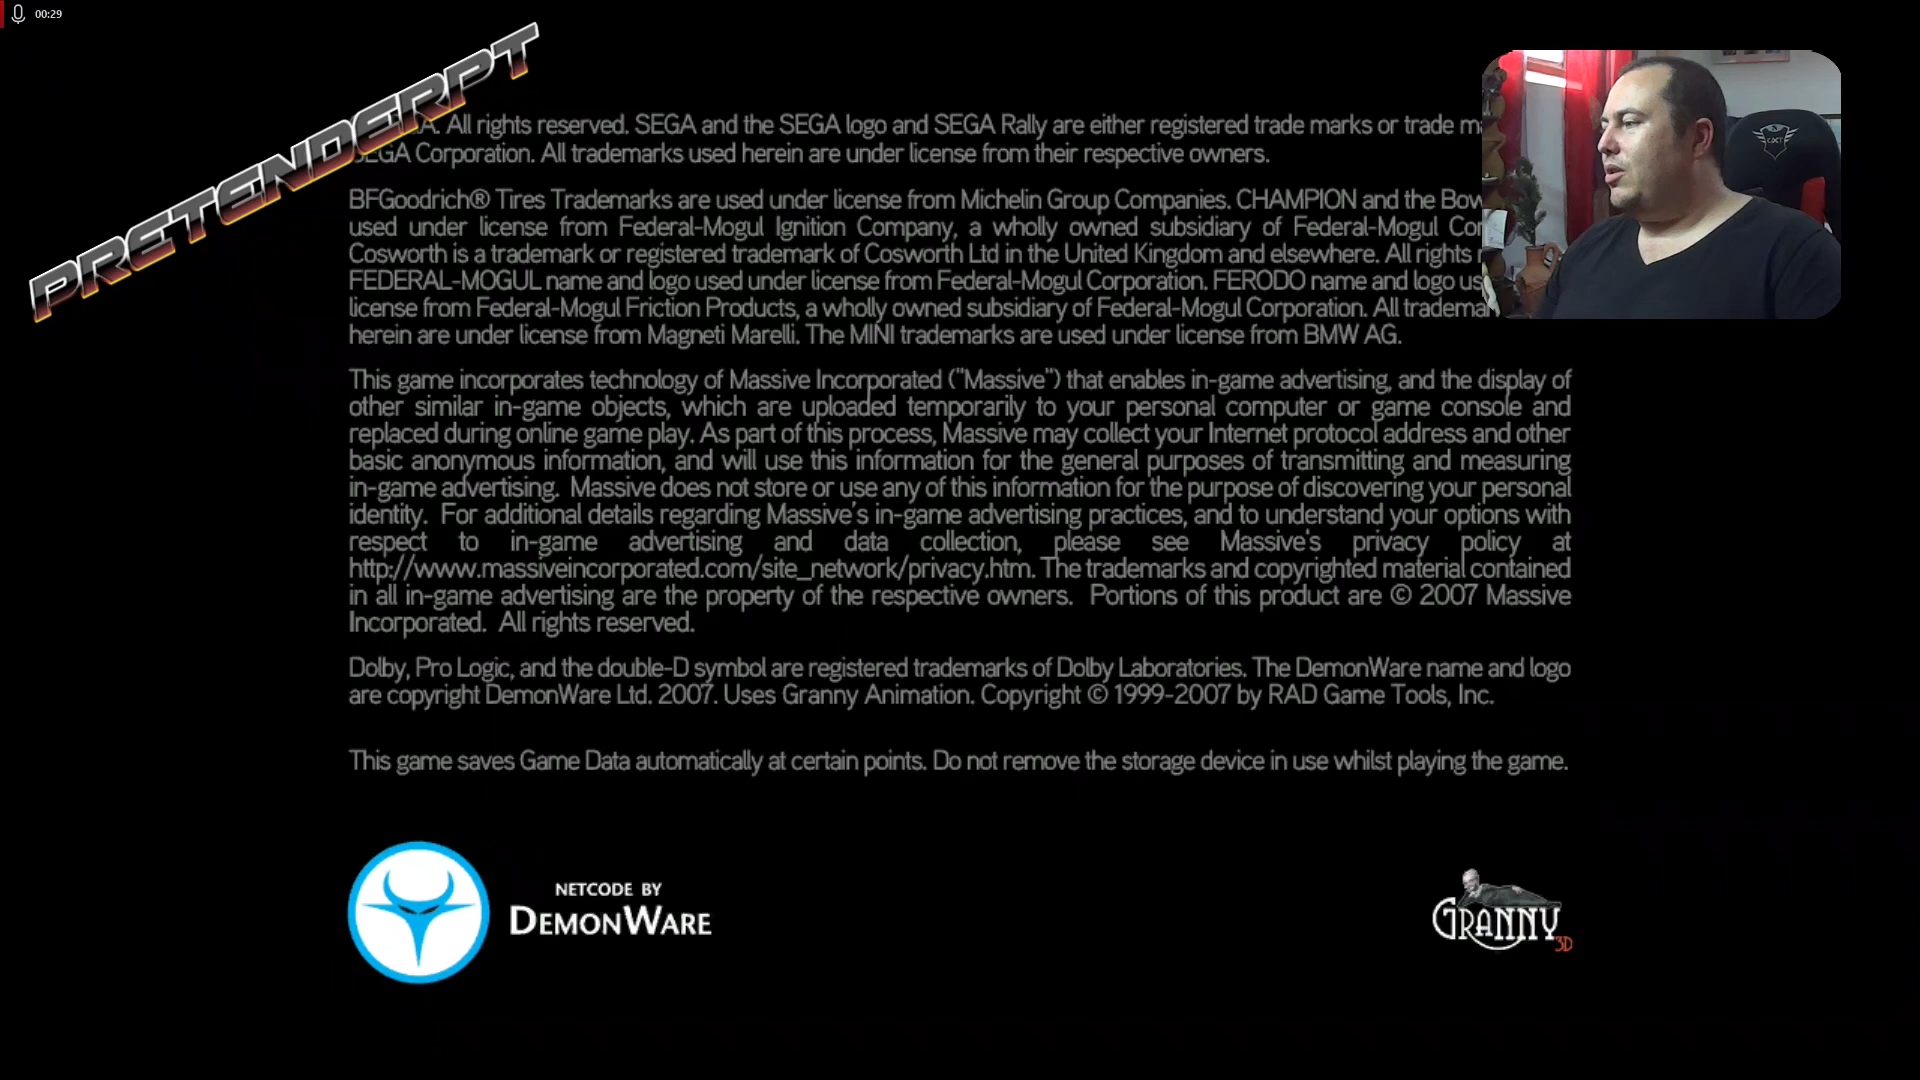 00:29
PRETENDERPT
All rights reserved. SEGA and the SEGA logo and SEGA Rally are either registered trade marks or trade
SEGA Corporation. All trademarks used herein are under license from their respective owners.
BFGoodrich® Tires Trademarks are used under license from Michelin Group Companies. CHAMPION and the
used under license from Federal-Mogul Ignition Company, a wholly owned subsidiary of Federal-Mogul
Cosworth is a trademark or registered trademark of Cosworth Ltd in the United Kingdom and elsewhere. All rights
FEDERAL-MOGUL name and logo used under license from Federal-Mogul Corporation. FERODO name and logo
license from Federal-Mogul Friction Products, a wholly owned subsidiary of Federal-Mogul Corporation. All
herein are under license from Magneti Marelli. The MINI trademarks are used under license from BMW AG.
This game incorporates technology of Massive Incorporated ("Massive") that enables in-game advertising, and the display of
other similar in-game objects, which are uploaded temporarily to your personal computer or game console and
replaced during online game play. As part of this process, Massive may collect your Internet protocol address and other
basic anonymous information, and will use this information for the general purposes of transmitting and measuring
in-game advertising. Massive does not store or use any of this information for the purpose of discovering your personal
identity. For additional details regarding Massive's in-game advertising practices, and to understand your options with
respect to in-game advertising and data collection, please see Massive's privacy policy at
http://www.massiveincorporated.com/site_network/privacy.htm. The trademarks and copyrighted material contained
in all in-game advertising are the property of the respective owners. Portions of this product are © 2007 Massive
Incorporated. All rights reserved.
Dolby, Pro Logic, and the double-D symbol are registered trademarks of Dolby Laboratories. The DemonWare name and logo
are copyright DemonWare Ltd. 2007. Uses Granny Animation. Copyright © 1999-2007 by RAD Game Tools, Inc.
This game saves Game Data automatically at certain points. Do not remove the storage device in use whilst playing the game.
NETCODE BY
DEMONWARE
GRANNY
3D